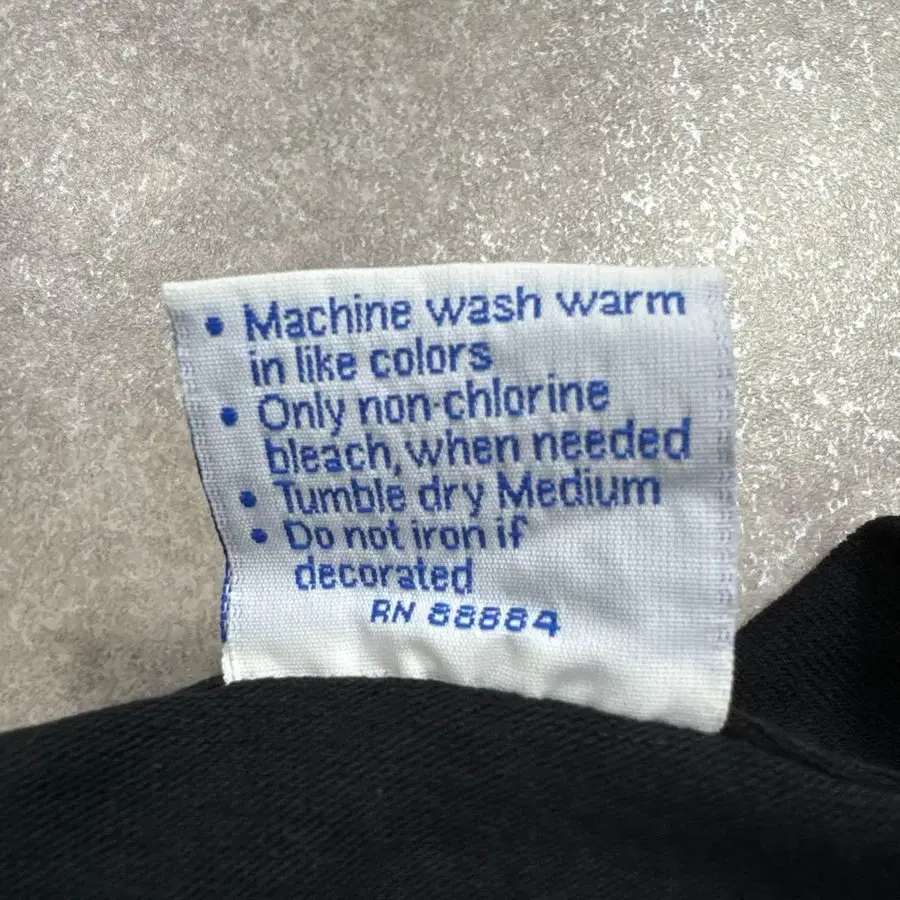 • Machine wash warm
in like colors
• Only non-chlorine
bleach, when needed
• Tumble dry Medium
• Do not iron if
decorated
RN 88884